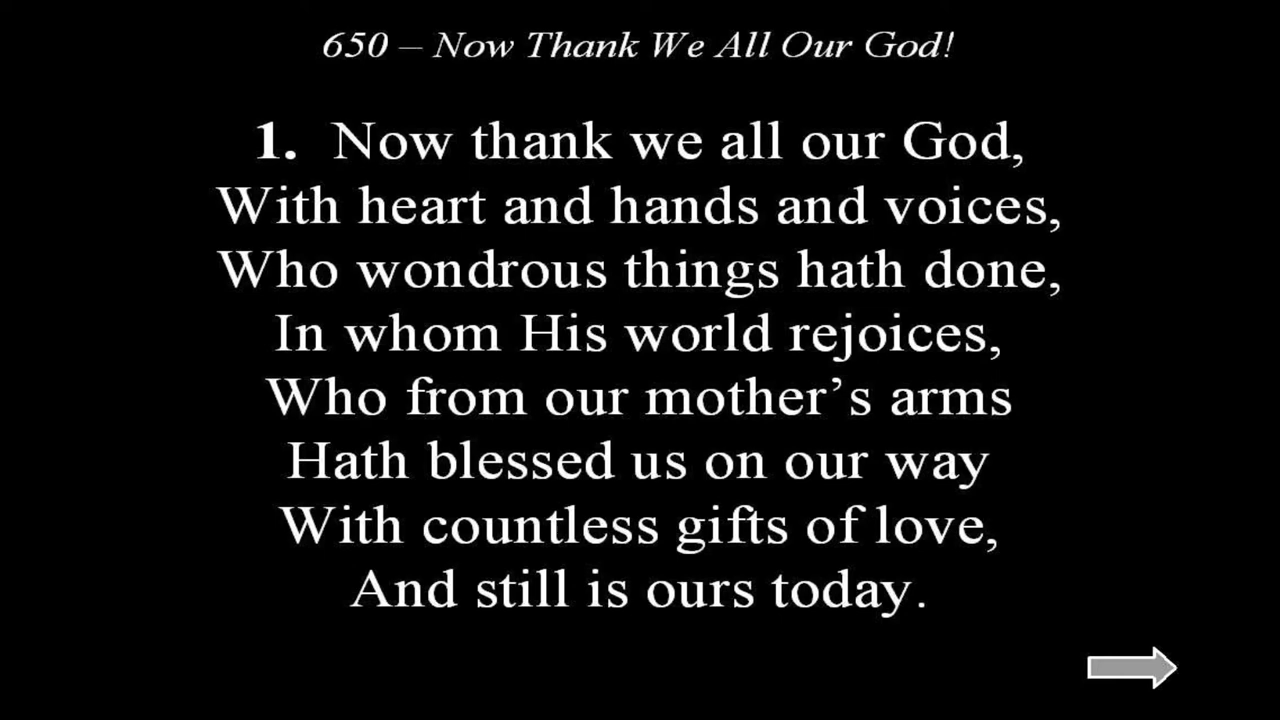 650 – Now Thank We All Our God!
1. Now thank we all our God,
With heart and hands and voices,
Who wondrous things hath done,
In whom His world rejoices,
Who from our mother’s arms
Hath blessed us on our way
With countless gifts of love,
And still is ours today.